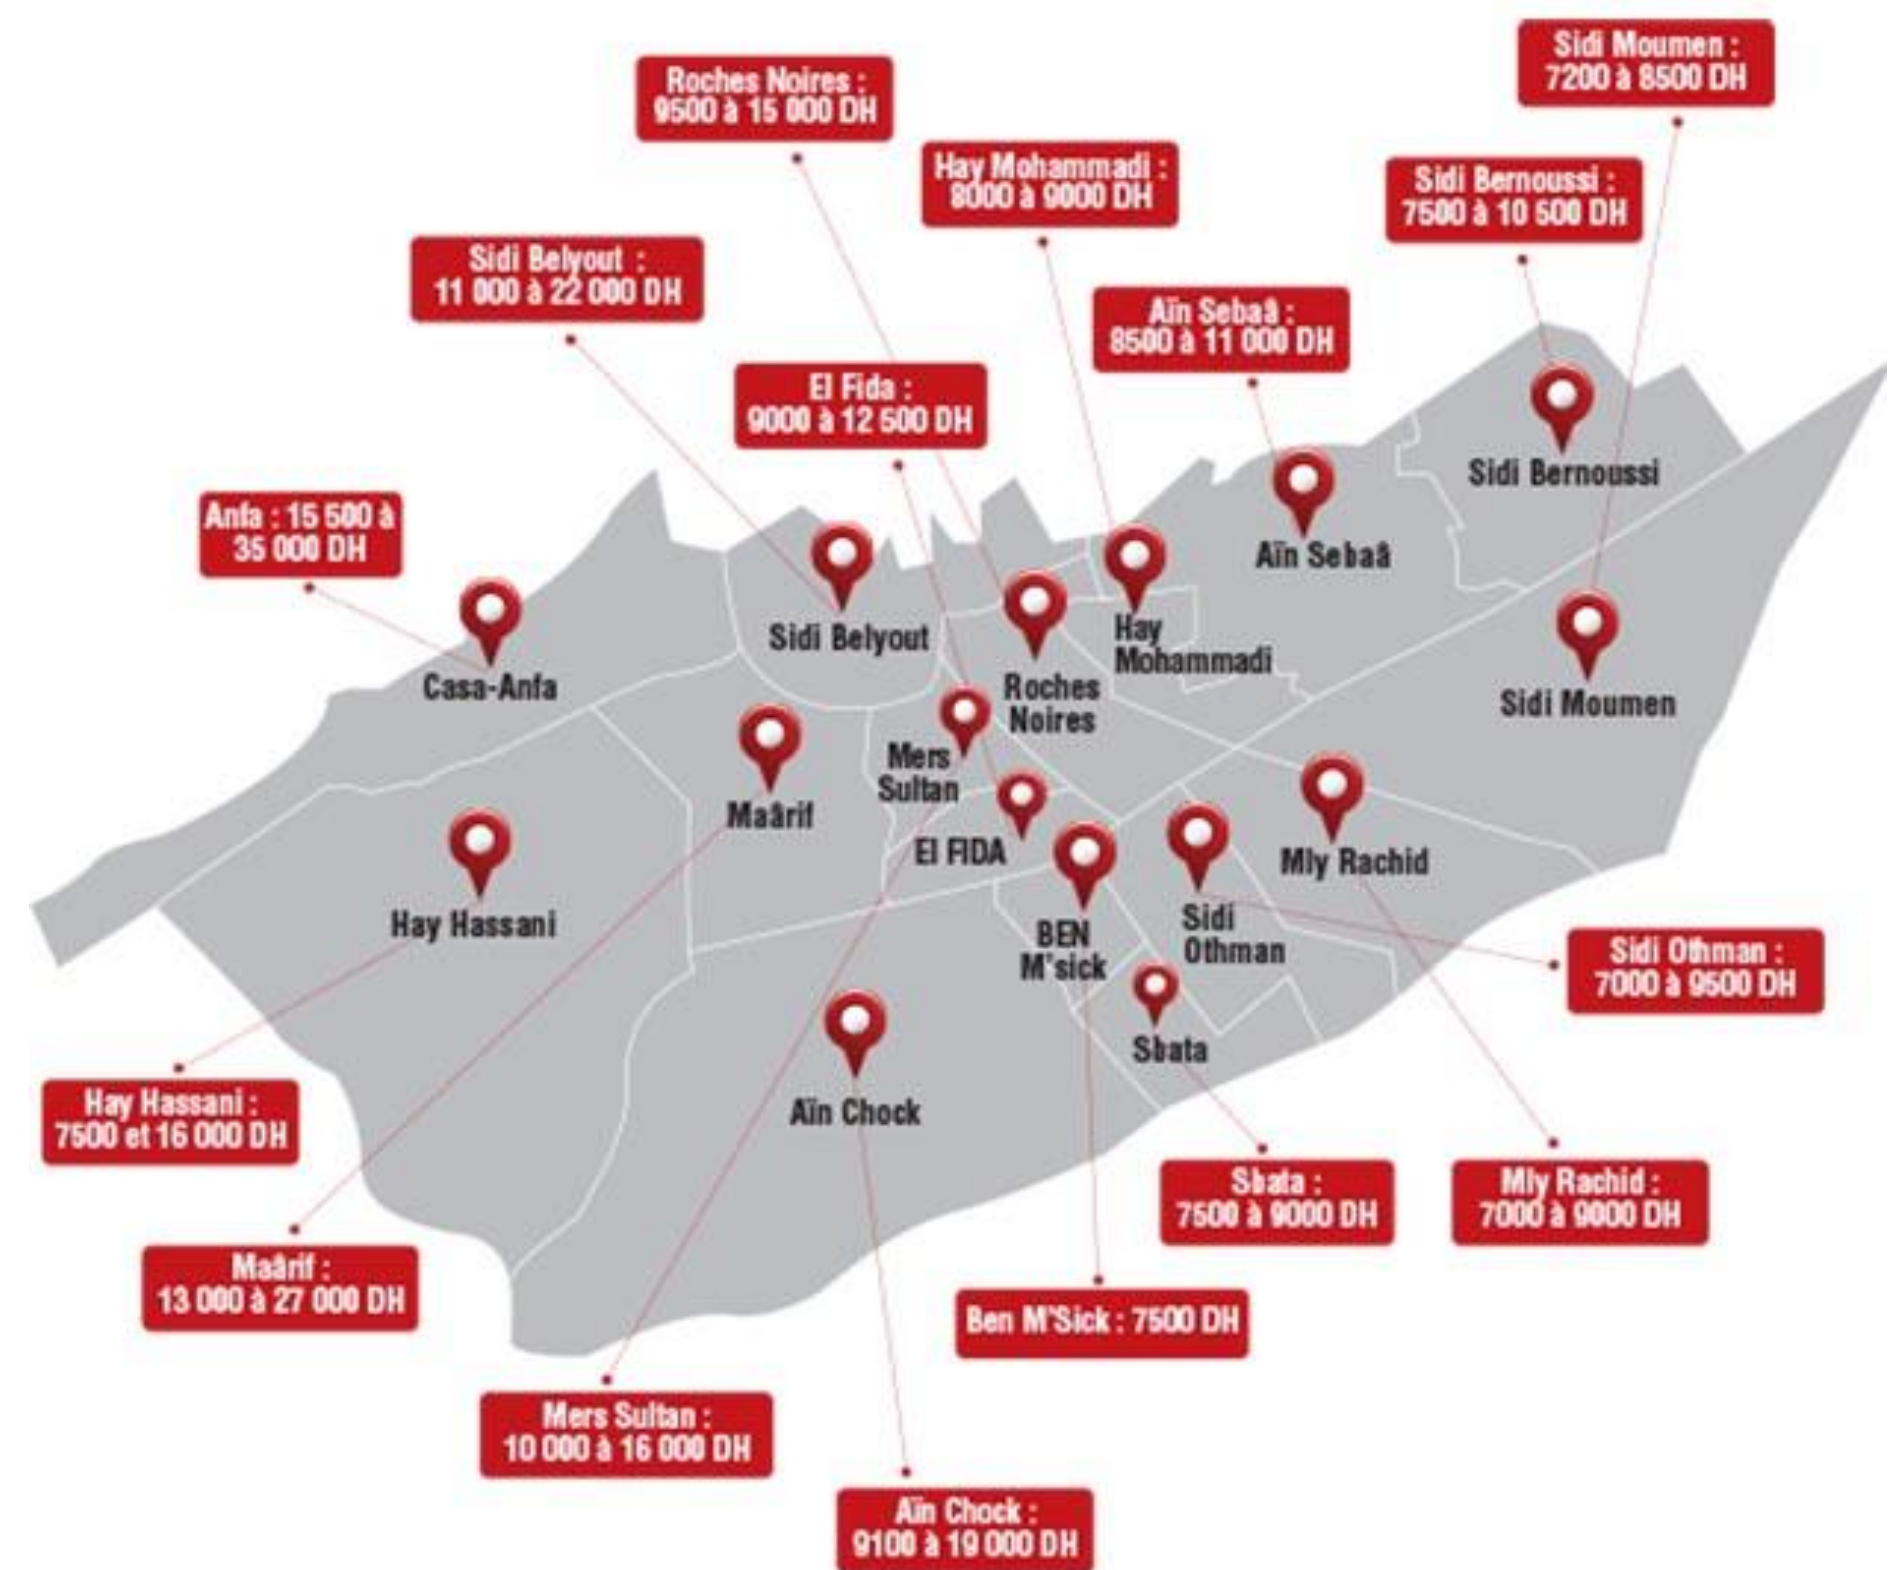 Sidi Moumen :
7200 à 8500 DH
Roches Noires :
9500 à 15 000 DH
Hay Mohammadi :
8000 à 9000 DH
Sidi Bernoussi :
7500 à 10 500 DH
Sidi Belyout :
11 000 à 22 000 DH
Aïn Sebaâ :
8500 à 11 000 DH
El Fida :
9000 à 12 500 DH
Anfa : 15 500 à
35 000 DH
Sidi Bernoussi
Aïn Sebaâ
Sidi Belyout
Hay
Mohammadi
Casa-Anfa
Roches
Noires
Sidi Moumen
Mers
Sultan
Maârif
El FIDA
Mly Rachid
Hay Hassani
BEN
M'sick
Sidi
Othman
Sidi Othman :
7000 à 9500 DH
Sbata
Aïn Chock
Hay Hassani :
7500 et 16 000 DH
Sbata :
7500 à 9000 DH
Mly Rachid :
7000 à 9000 DH
Maârif :
13 000 à 27 000 DH
Ben M'Sick : 7500 DH
Mers Sultan :
10 000 à 16 000 DH
Aïn Chock :
9100 à 19 000 DH